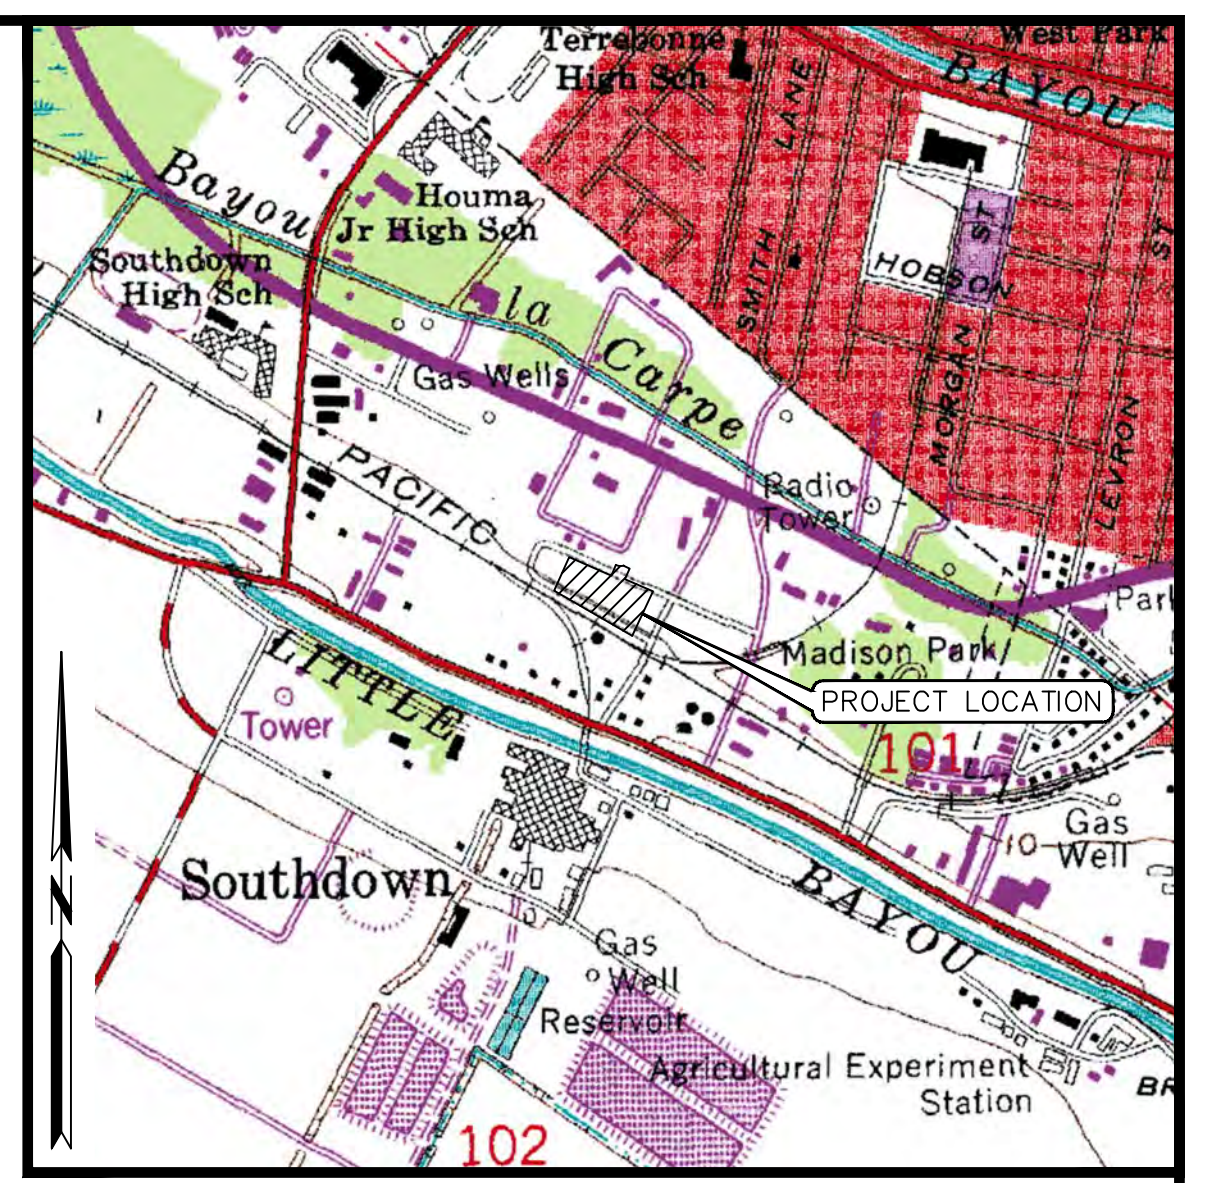 Terrebonne
High Sch
West Park
BAYOU
SMITH LANE
Bayou la Carpe
Houma
Jr High Sch
ST
HOBSON
ST
Southdown
High Sch
MORGAN
LEVRON
Gas Wells
PACIFIC
Radio
Tower
Park
Madison Park
PROJECT LOCATION
LITTLE BAYOU
Tower
101
Gas
Well
10
Southdown
N
Gas
Well
Reservoir
Agricultural Experiment
Station
BR
102